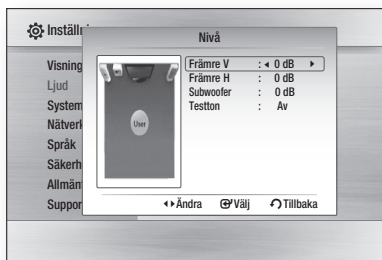 Inställn
Nivå
Visning
Ljud
System
Nätverk
Språk
Säkerh
Allmän
Suppor
Främre V : ◂ 0 dB ▸
Främre H : 0 dB
Subwoofer : 0 dB
Testton : Av
User
◂▸ Ändra Välj Tillbaka